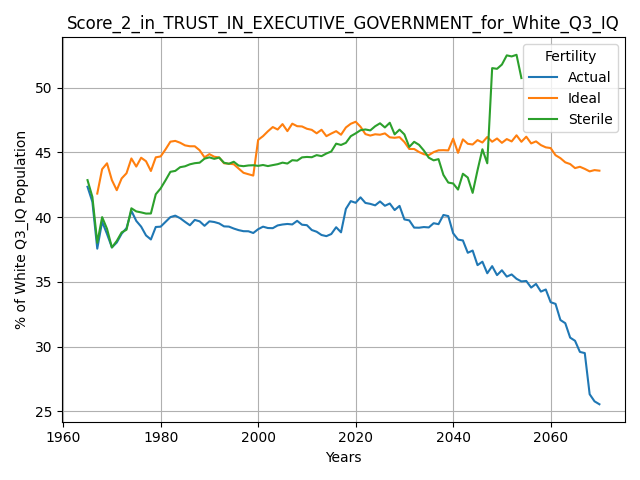 Score_2_in_TRUST_IN_EXECUTIVE_GOVERNMENT_for_White_Q3_IQ
% of White Q3_IQ Population
50
45
40
35
30
25
Fertility
Actual
Ideal
Sterile
1960
1980
2000
2020
2040
2060
Years